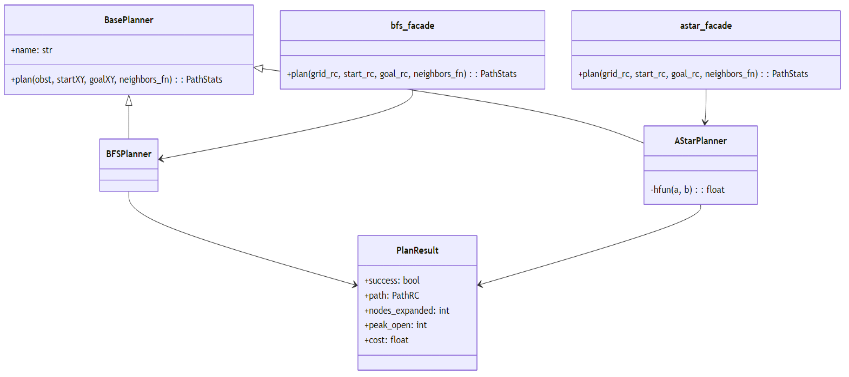 BasePlanner
+name: str
+plan(obst, startXY, goalXY, neighbors_fn) : : PathStats
bfs_facade
+plan(grid_rc, start_rc, goal_rc, neighbors_fn) : : PathStats
astar_facade
+plan(grid_rc, start_rc, goal_rc, neighbors_fn) : : PathStats
BFSPlanner
AStarPlanner
-hfun(a, b) : : float
PlanResult
+success: bool
+path: PathRC
+nodes_expanded: int
+peak_open: int
+cost: float